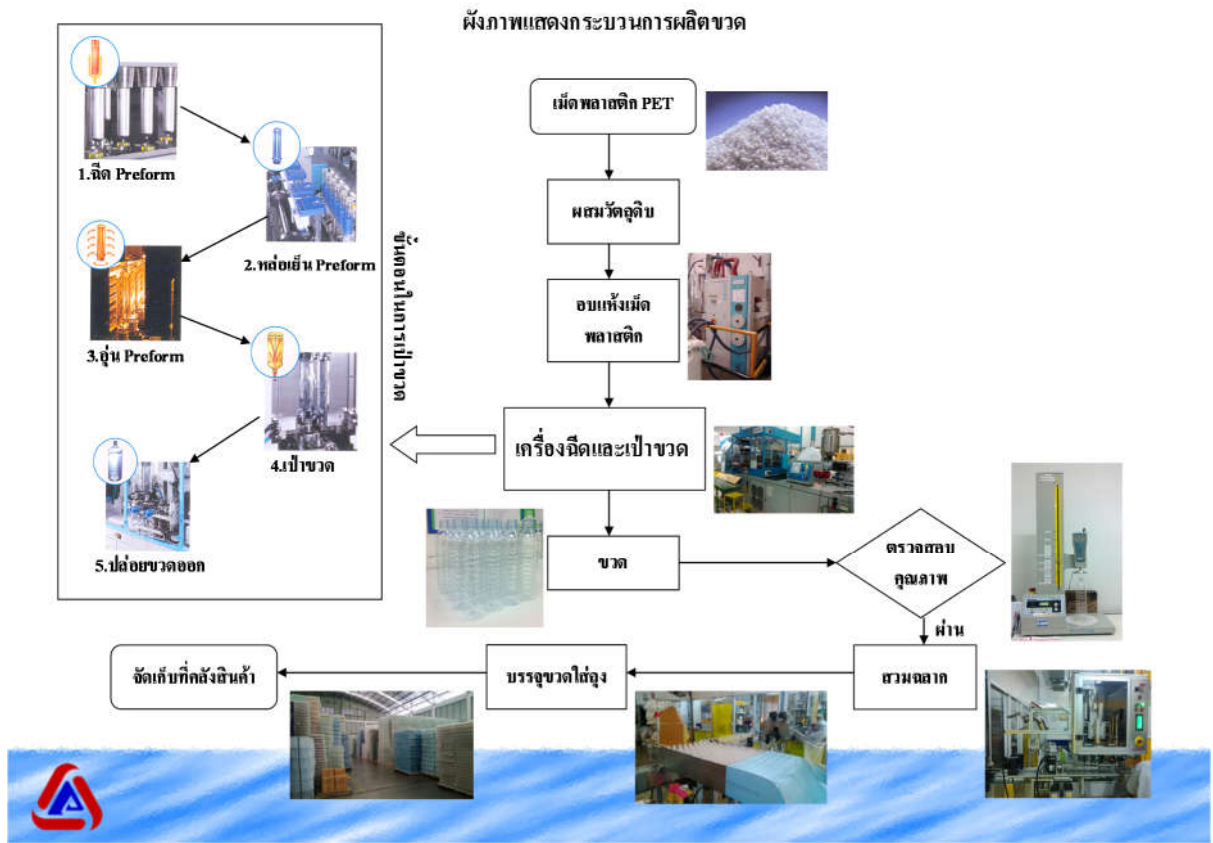 ผังภาพแสดงกระบวนการผลิตขวด
1.ฉีด Preform
2.หล่อเย็น Preform
3.อุ่น Preform
4.เป่าขวด
5.ปล่อยขวดออก
ขั้นตอนในการเป่าขวด
เม็ดพลาสติก PET
ผสมวัตถุดิบ
อบแห้งเม็ด
พลาสติก
เครื่องฉีดและเป่าขวด
ขวด
ตรวจสอบ
คุณภาพ
ผ่าน
สวมฉลาก
บรรจุขวดใส่ถุง
จัดเก็บที่คลังสินค้า